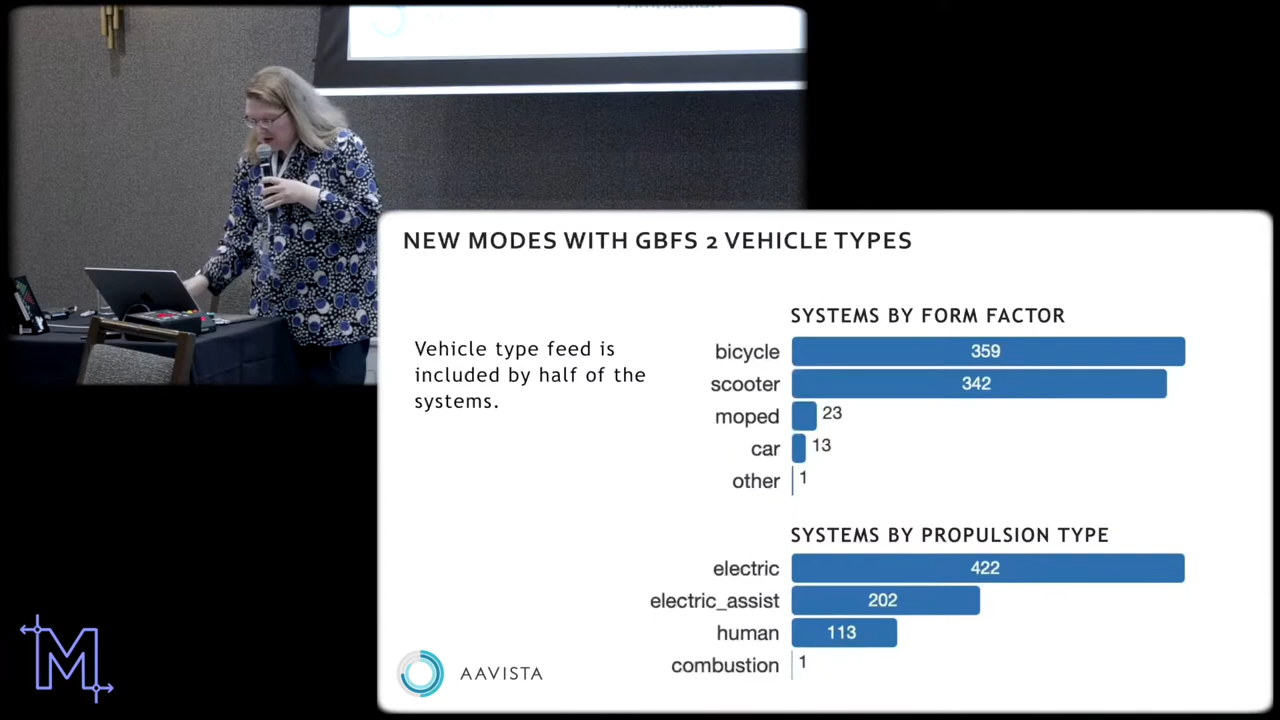 NEW MODES WITH GBFS 2 VEHICLE TYPES
Vehicle type feed is
included by half of the
systems.
SYSTEMS BY FORM FACTOR
bicycle 359
scooter 342
moped 23
car 13
other 1
SYSTEMS BY PROPULSION TYPE
electric 422
electric_assist 202
human 113
combustion 1
AAVISTA
M